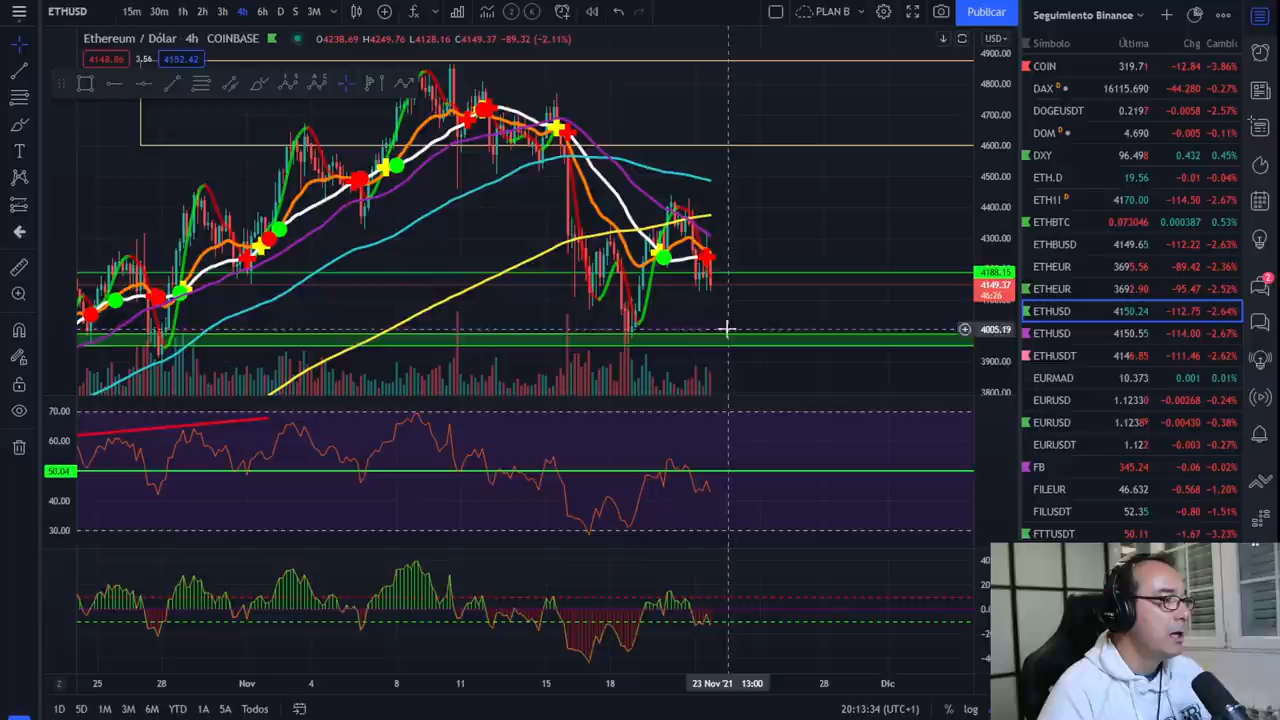 ETHUSD 15m 30m 1h 2h 3h 4h 6h D S 3M PLAN B Publicar
Ethereum / Dólar · 4h COINBASE O4238.69 H4249.76 L4128.16 C4149.37 −89.32 (−2.11%)
4148.86 3.56 4152.42
USD
4900.00
4800.00
4700.00
4600.00
4500.00
4400.00
4300.00
4188.15
4149.37
46:26
4005.19
3900.00
3800.00
70.00
60.00
50.04
40.00
30.00
40
20
0.0
25 28 Nov 4 8 11 15 18 23 Nov '21 13:00 28 Dic
1D 5D 1M 3M 6M YTD 1A 5A Todos
20:13:34 (UTC+1) % log
Seguimiento Binance
Símbolo Última Chg Cambio
COIN 319.71 −12.84 −3.86%
DAX D 16115.690 −44.280 −0.27%
DOGEUSDT 0.2197 −0.0058 −2.57%
DOM D 4.690 −0.005 −0.11%
DXY 96.498 0.432 0.45%
ETH.D 19.56 −0.01 −0.04%
ETH1! D 4170.00 −114.50 −2.67%
ETHBTC 0.073046 0.000387 0.53%
ETHBUSD 4149.65 −112.22 −2.63%
ETHEUR 3695.56 −89.42 −2.36%
ETHEUR 3692.90 −95.47 −2.52%
ETHUSD 4150.24 −112.75 −2.64%
ETHUSD 4150.55 −114.00 −2.67%
ETHUSDT 4146.85 −111.46 −2.62%
EURMAD 10.373 0.001 0.01%
EURUSD 1.12330 −0.00268 −0.24%
EURUSD 1.12389 −0.00430 −0.38%
EURUSDT 1.122 −0.003 −0.27%
FB 345.24 −0.06 −0.02%
FILEUR 46.632 −0.568 −1.20%
FILUSDT 52.35 −0.80 −1.51%
FTTUSDT 50.11 −1.67 −3.23%
2